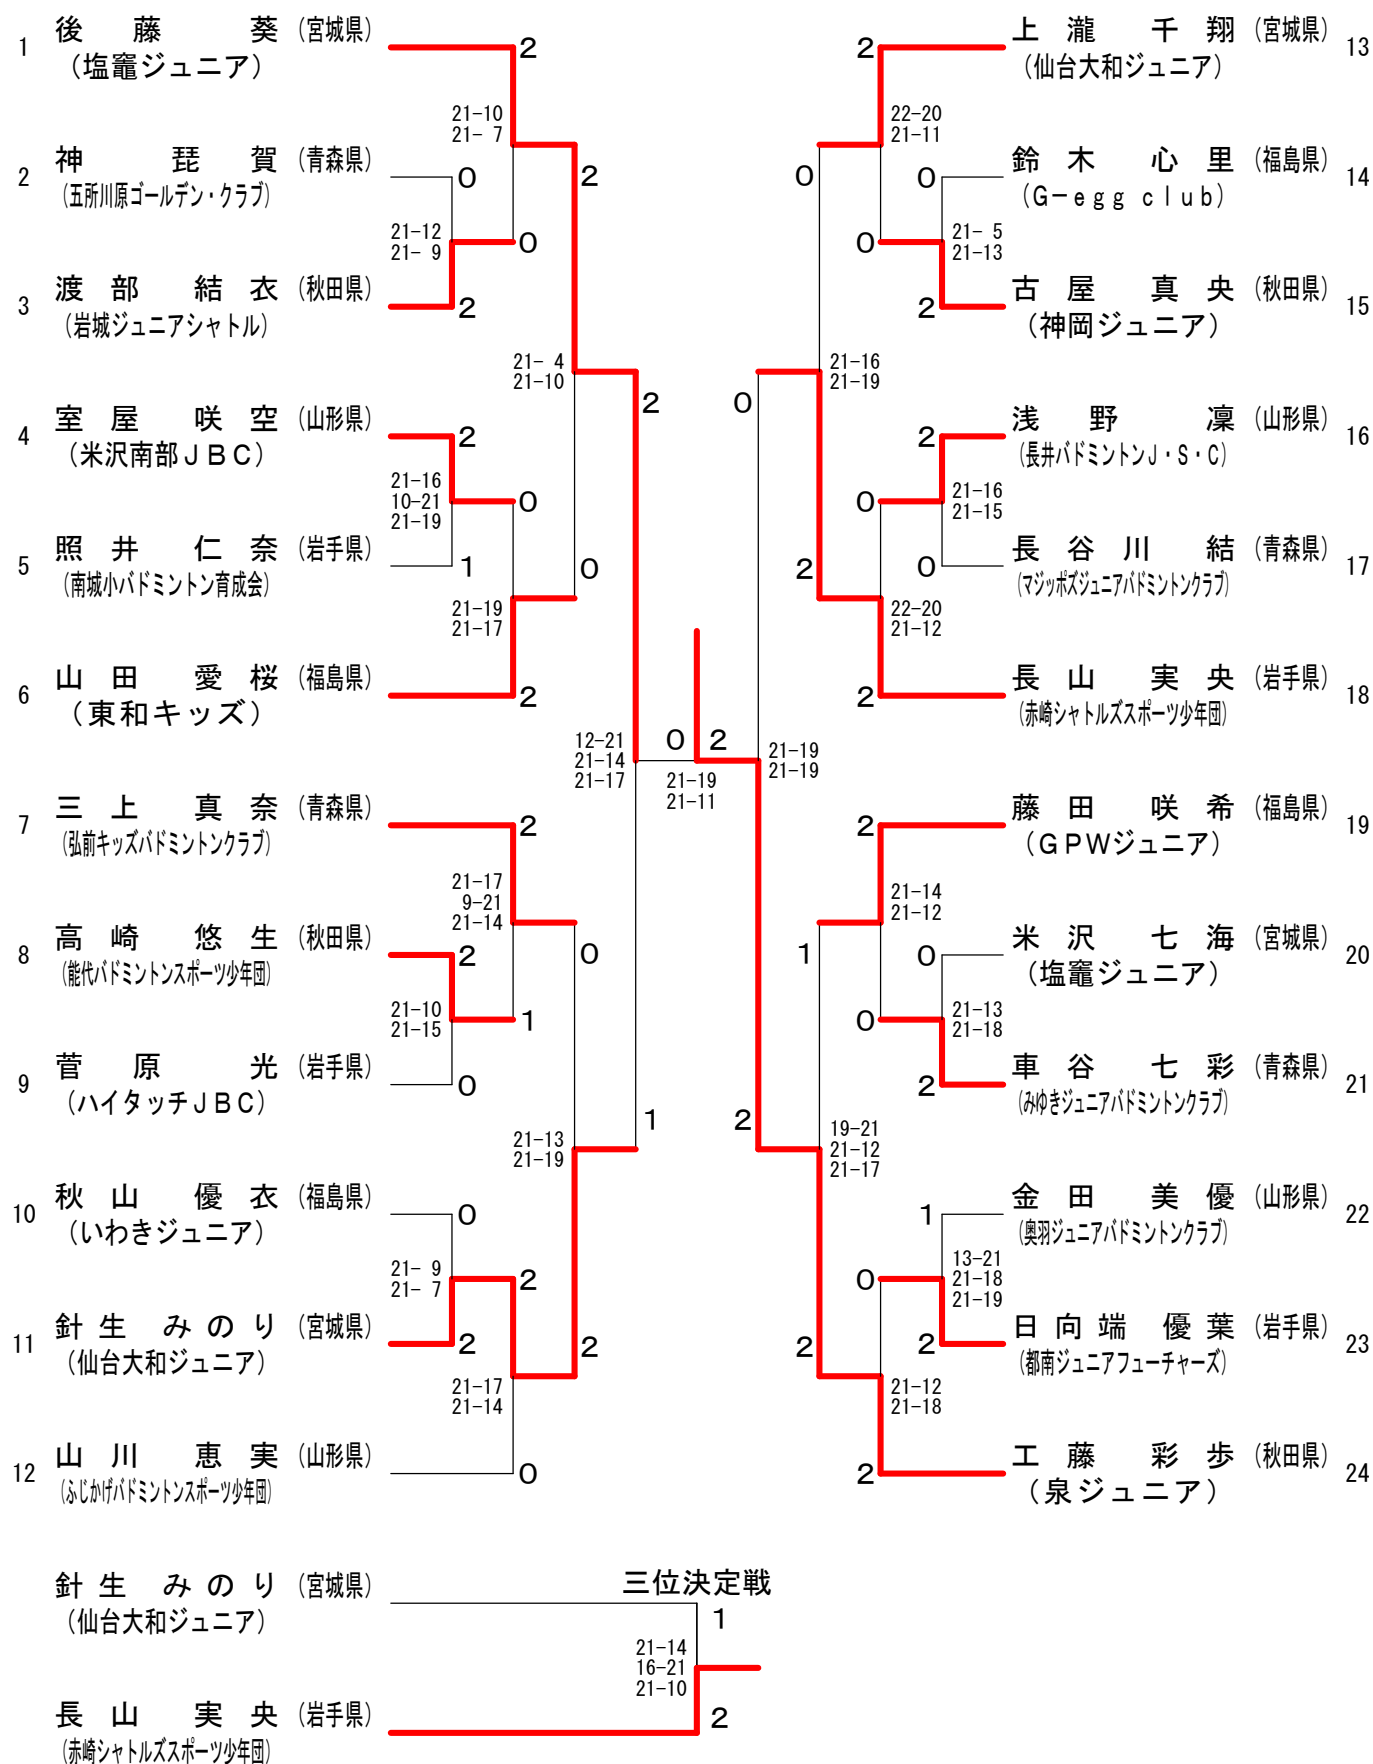 1 後藤 葵 (宮城県)
(塩竈ジュニア)
2
21-10
21- 7
2 神 琵賀 (青森県)
(五所川原ゴールデン・クラブ)
0
2
21-12
21- 9
0
3 渡部 結衣 (秋田県)
(岩城ジュニアシャトル)
2
21- 4
21-10
2
4 室屋 咲空 (山形県)
(米沢南部JBC)
2
21-16
10-21
21-19
0
5 照井 仁奈 (岩手県)
(南城小バドミントン育成会)
1
0
21-19
21-17
6 山田 愛桜 (福島県)
(東和キッズ)
2
12-21
21-14
21-17
0 2
21-19
21-11
7 三上 真奈 (青森県)
(弘前キッズバドミントンクラブ)
2
21-17
9-21
21-14
8 高崎 悠生 (秋田県)
(能代バドミントンスポーツ少年団)
2
0
21-10
21-15
1
9 菅原 光 (岩手県)
(ハイタッチJBC)
0
1
21-13
21-19
10 秋山 優衣 (福島県)
(いわきジュニア)
0
21- 9
21- 7
2
11 針生 みのり (宮城県)
(仙台大和ジュニア)
2
2
21-17
21-14
12 山川 恵実 (山形県)
(ふじかげバドミントンスポーツ少年団)
0
上瀧 千翔 (宮城県) 13
(仙台大和ジュニア)
2
22-20
21-11
鈴木 心里 (福島県) 14
(G-egg club)
0
0
21- 5
21-13
0
古屋 真央 (秋田県) 15
(神岡ジュニア)
2
21-16
21-19
0
浅野 凜 (山形県) 16
(長井バドミントンJ・S・C)
2
21-16
21-15
0
長谷川 結 (青森県) 17
(マジッポズジュニアバドミントンクラブ)
0
2
22-20
21-12
長山 実央 (岩手県) 18
(赤崎シャトルズスポーツ少年団)
2
21-19
21-19
藤田 咲希 (福島県) 19
(GPWジュニア)
2
21-14
21-12
米沢 七海 (宮城県) 20
(塩竈ジュニア)
0
1
21-13
21-18
0
車谷 七彩 (青森県) 21
(みゆきジュニアバドミントンクラブ)
2
2
19-21
21-12
21-17
金田 美優 (山形県) 22
(奥羽ジュニアバドミントンクラブ)
1
13-21
21-18
21-19
0
日向端 優葉 (岩手県) 23
(都南ジュニアフューチャーズ)
2
2
21-12
21-18
工藤 彩歩 (秋田県) 24
(泉ジュニア)
2
三位決定戦
針生 みのり (宮城県)
(仙台大和ジュニア)
1
21-14
16-21
21-10
長山 実央 (岩手県)
(赤崎シャトルズスポーツ少年団)
2